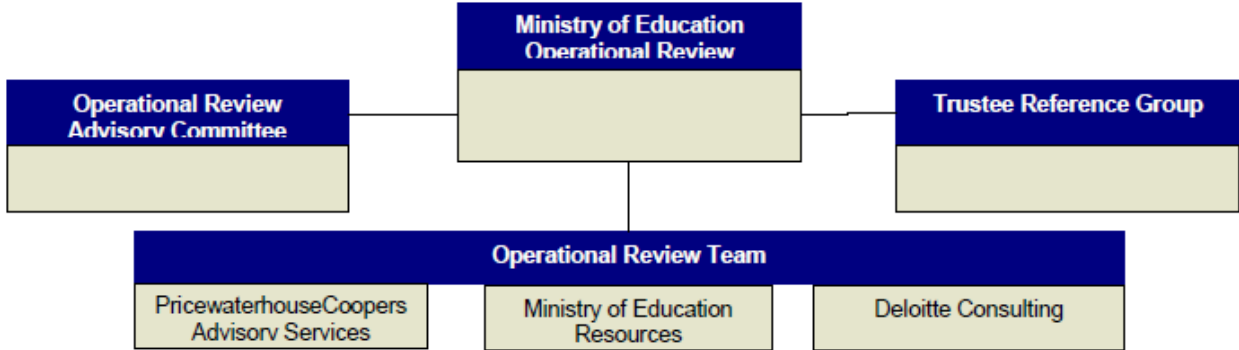 Ministry of Education
Operational Review
Operational Review
Advisory Committee
Trustee Reference Group
Operational Review Team
PricewaterhouseCoopers
Advisory Services
Ministry of Education
Resources
Deloitte Consulting